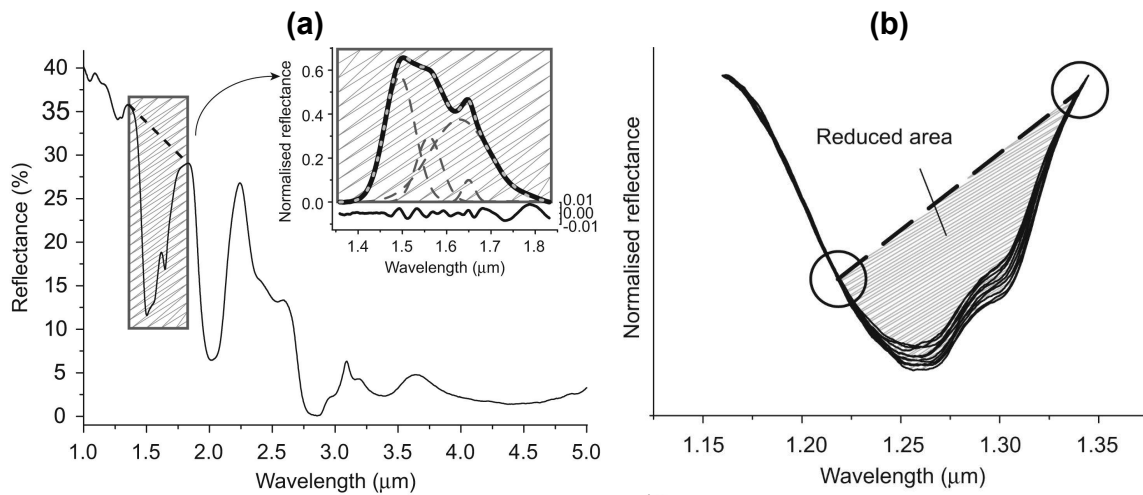 (a)
(b)
Reflectance (%)
40
35
30
25
20
15
10
5
0
1.0 1.5 2.0 2.5 3.0 3.5 4.0 4.5 5.0
Wavelength (μm)
Normalised reflectance
0.6
0.4
0.2
0.0
0.01
0.00
-0.01
1.4 1.5 1.6 1.7 1.8
Wavelength (μm)
Normalised reflectance
Reduced area
1.15 1.20 1.25 1.30 1.35
Wavelength (μm)